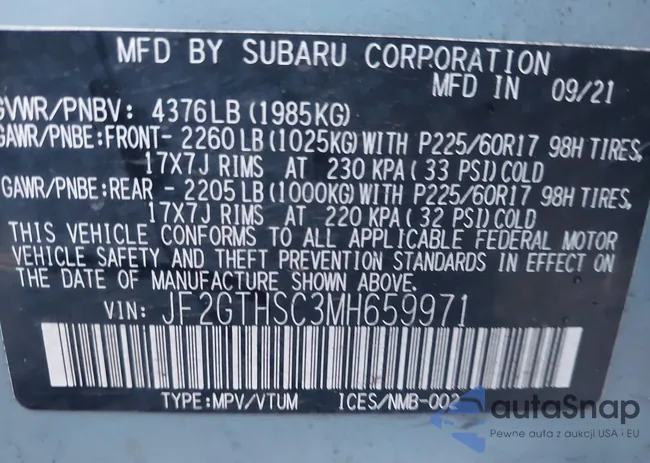 MFD BY SUBARU CORPORATION
MFD IN 09/21
GVWR/PNBV: 4376LB (1985KG)
GAWR/PNBE:FRONT- 2260LB (1025KG) WITH P225/60R17 98H TIRES,
17X7J RIMS AT 230 KPA ( 33 PSI) COLD
GAWR/PNBE:REAR - 2205LB (1000KG) WITH P225/60R17 98H TIRES,
17X7J RIMS AT 220 KPA ( 32 PSI) COLD
THIS VEHICLE CONFORMS TO ALL APPLICABLE FEDERAL MOTOR
VEHICLE SAFETY AND THEFT PREVENTION STANDARDS IN EFFECT ON
THE DATE OF MANUFACTURE SHOWN ABOVE.
VIN: JF2GTHSC3MH659971
TYPE:MPV/VTUM ICES/NMB-002
autaSnap
Pewne auta z aukcji USA i EU